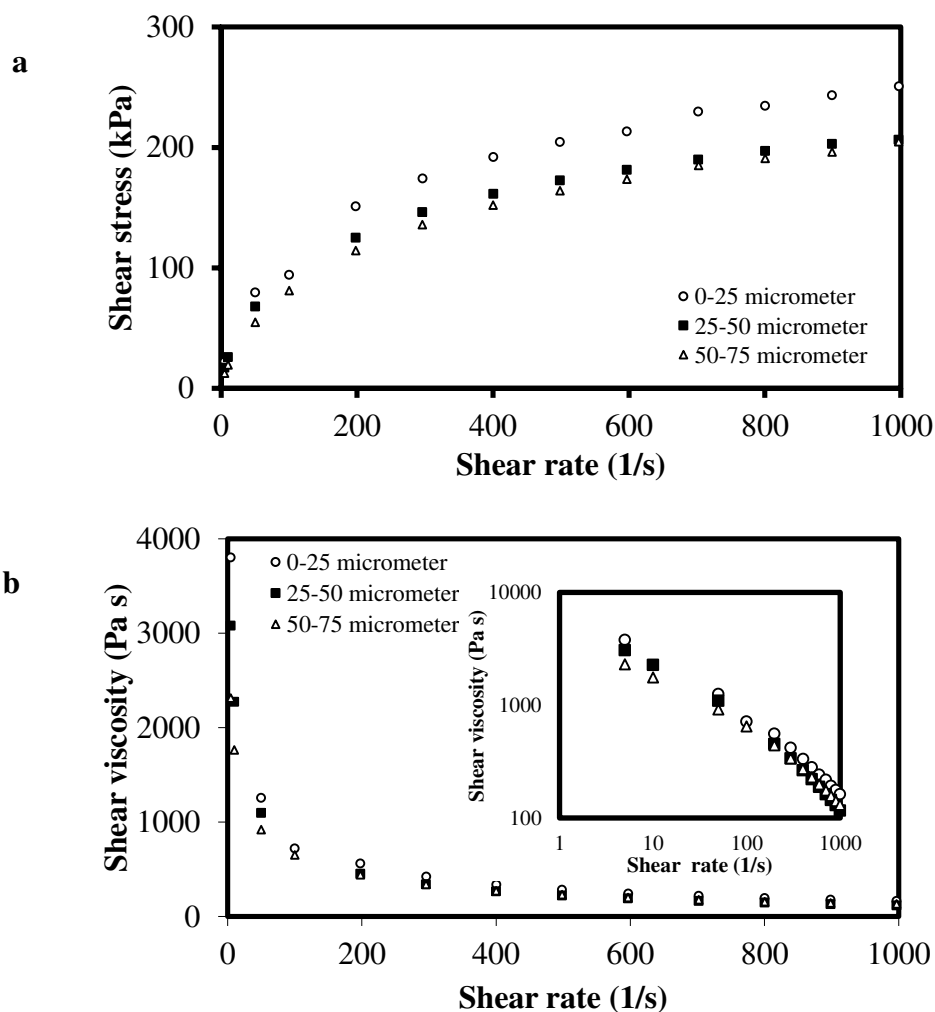 a
Shear stress (kPa)
300
200
100
0
0-25 micrometer
25-50 micrometer
50-75 micrometer
0 200 400 600 800 1000
Shear rate (1/s)
b
Shear viscosity (Pa s)
4000
3000
2000
1000
0
0-25 micrometer
25-50 micrometer
50-75 micrometer
Shear viscosity (Pa s)
10000
1000
100
1 10 100 1000
Shear rate (1/s)
0 200 400 600 800 1000
Shear rate (1/s)